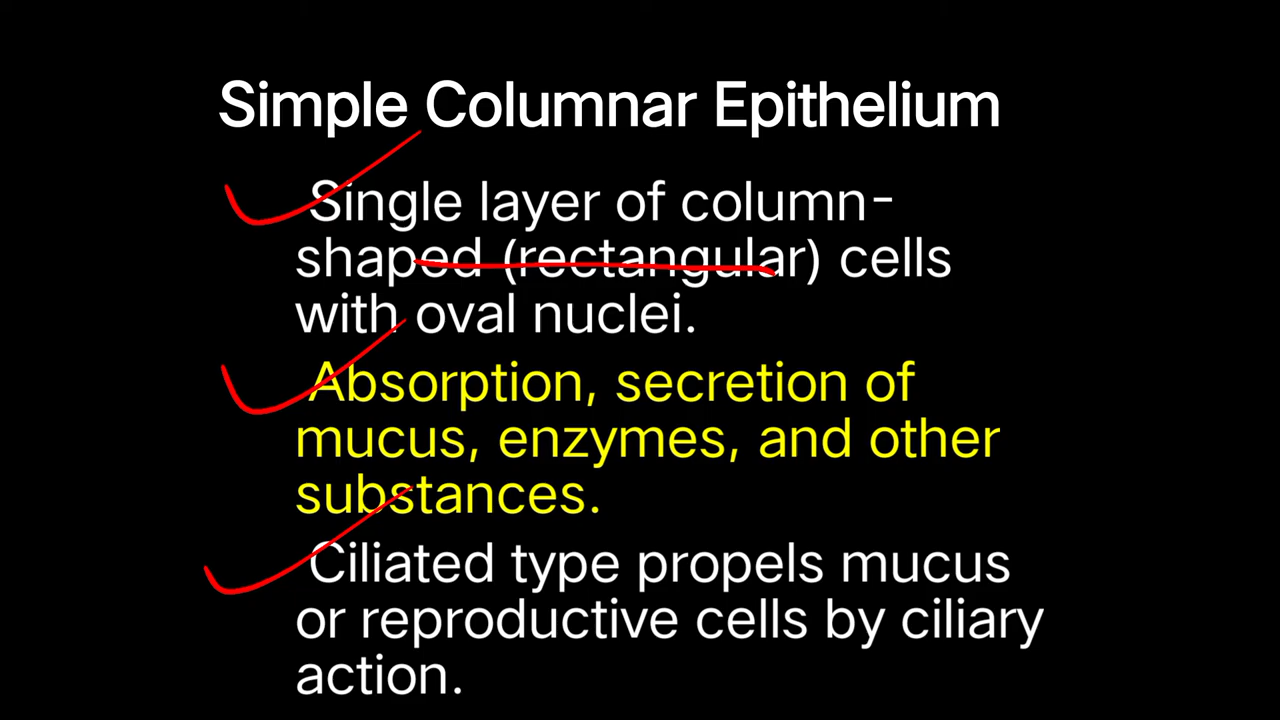 Simple Columnar Epithelium
Single layer of column-
shaped (rectangular) cells
with oval nuclei.
Absorption, secretion of
mucus, enzymes, and other
substances.
Ciliated type propels mucus
or reproductive cells by ciliary
action.